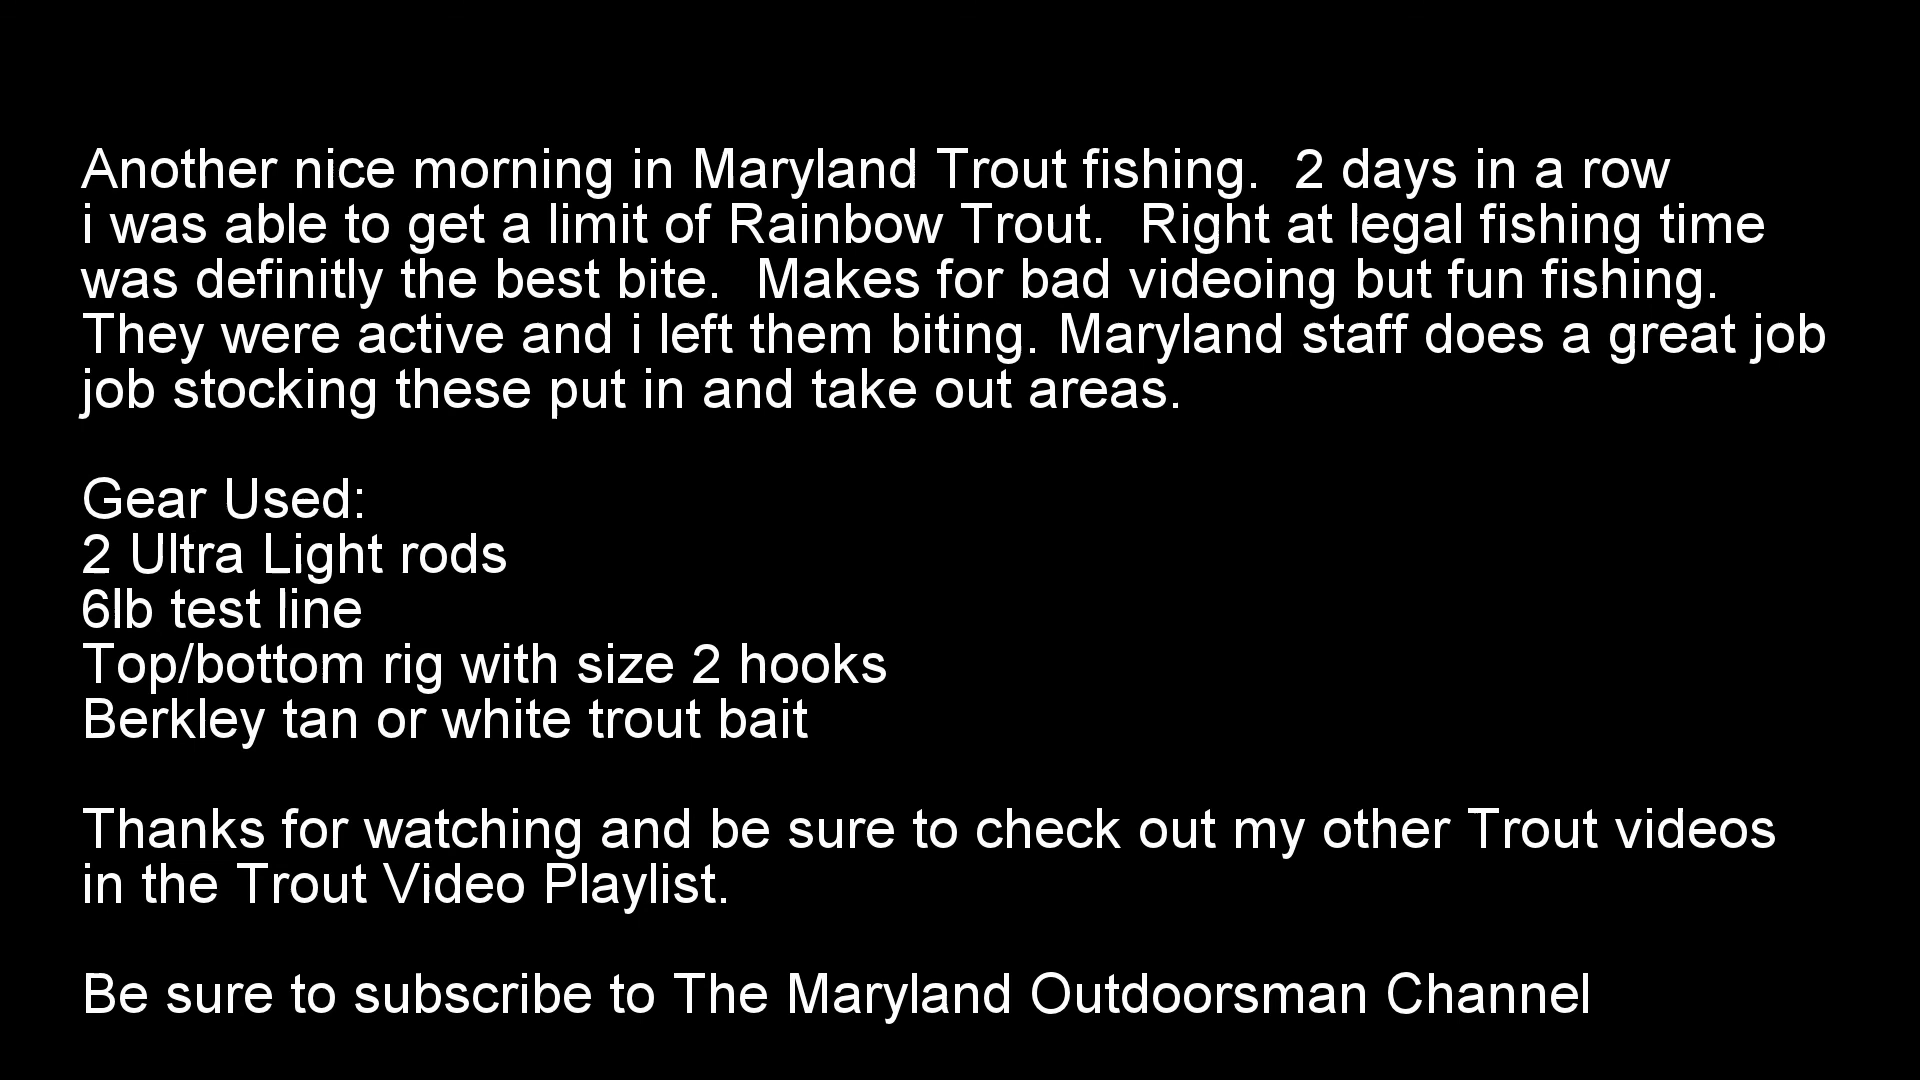 Another nice morning in Maryland Trout fishing.  2 days in a row
i was able to get a limit of Rainbow Trout.  Right at legal fishing time
was definitly the best bite.  Makes for bad videoing but fun fishing.
They were active and i left them biting. Maryland staff does a great job
job stocking these put in and take out areas.

Gear Used:
2 Ultra Light rods
6lb test line
Top/bottom rig with size 2 hooks
Berkley tan or white trout bait

Thanks for watching and be sure to check out my other Trout videos
in the Trout Video Playlist.

Be sure to subscribe to The Maryland Outdoorsman Channel